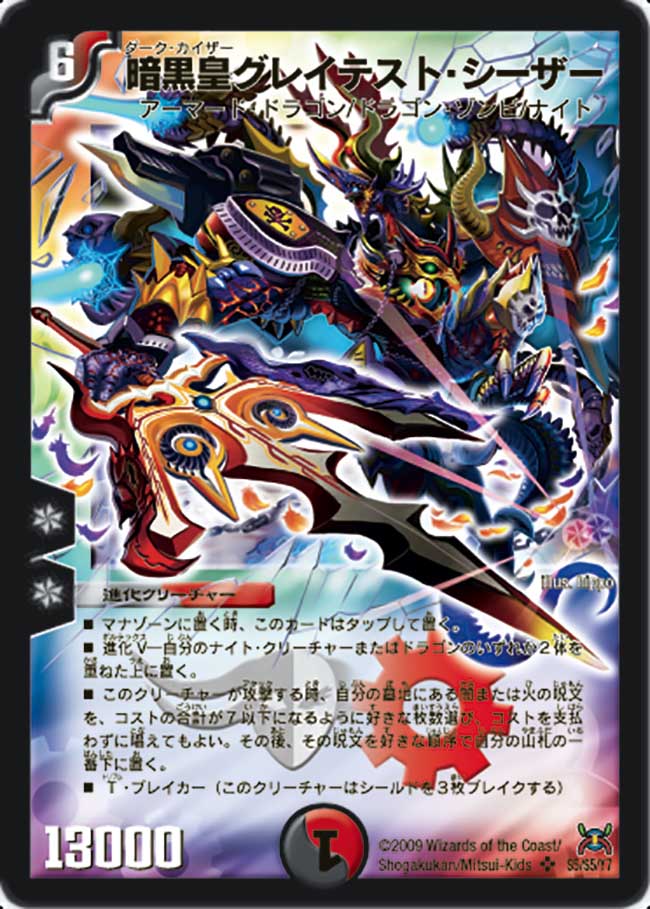 6
ダーク・カイザー
暗黒皇グレイテスト・シーザー
アーマード・ドラゴン/ドラゴン・ゾンビ/ナイト
Illus. Hippo
進化クリーチャー
■ マナゾーンに置く時、このカードはタップして置く。
■ 進化V―自分のナイト・クリーチャーまたはドラゴンのいずれか2体を
重ねた上に置く。
■ このクリーチャーが攻撃する時、自分の墓地にある闇または火の呪文
を、コストの合計が7以下になるように好きな枚数選び、コストを支払
わずに唱えてもよい。その後、その呪文を好きな順序で自分の山札の一
番下に置く。
■ T・ブレイカー(このクリーチャーはシールドを3枚ブレイクする)
13000
T
©2009 Wizards of the Coast/
Shogakukan/Mitsui-Kids
S5/S5/Y7